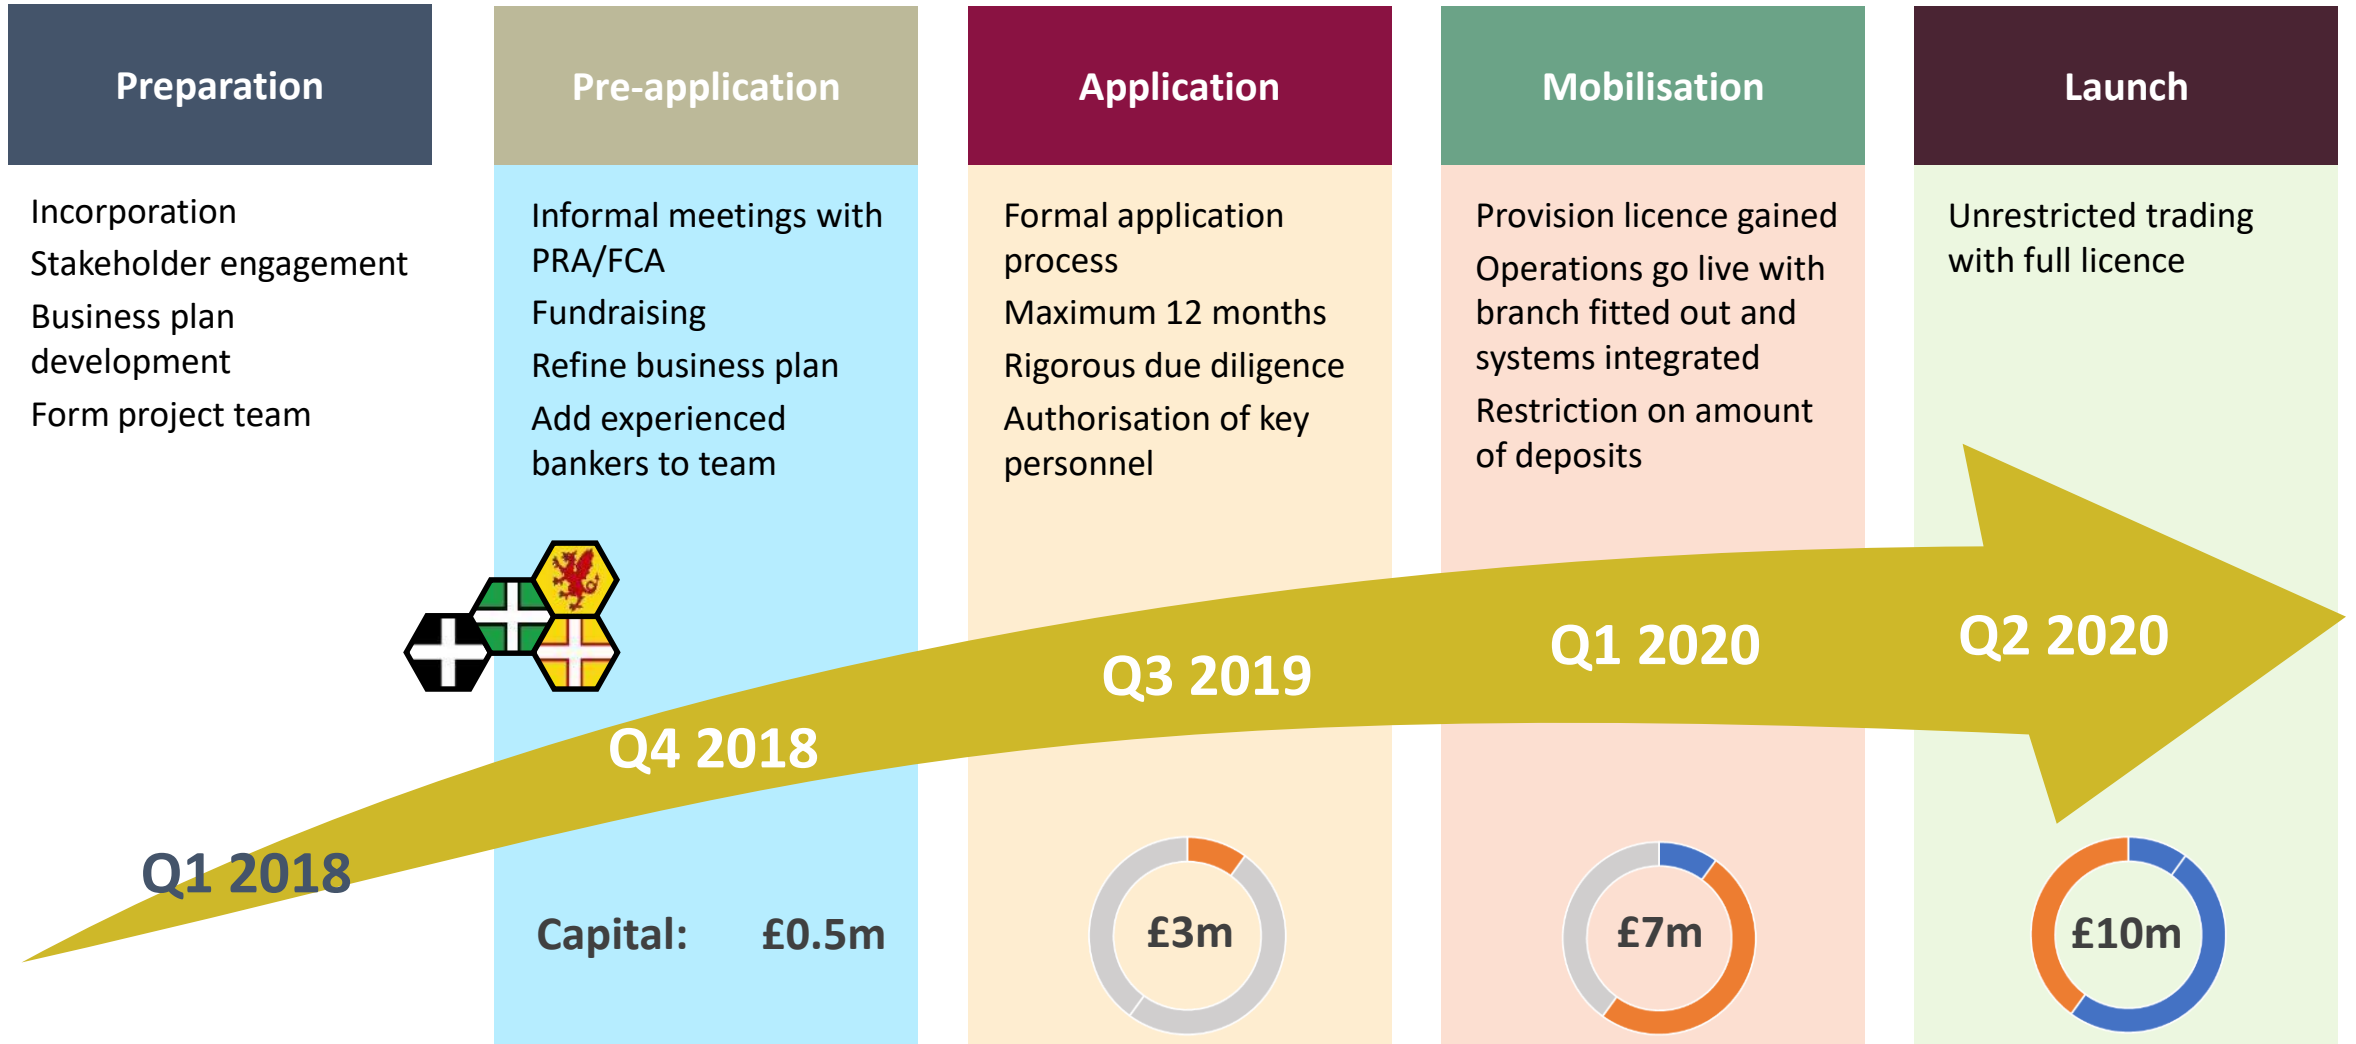 Preparation
Incorporation
Stakeholder engagement
Business plan
development
Form project team
Pre-application
Informal meetings with
PRA/FCA
Fundraising
Refine business plan
Add experienced
bankers to team
Application
Formal application
process
Maximum 12 months
Rigorous due diligence
Authorisation of key
personnel
Mobilisation
Provision licence gained
Operations go live with
branch fitted out and
systems integrated
Restriction on amount
of deposits
Launch
Unrestricted trading
with full licence
Q1 2018
Q4 2018
Q3 2019
Q1 2020
Q2 2020
Capital: £0.5m
£3m
£7m
£10m